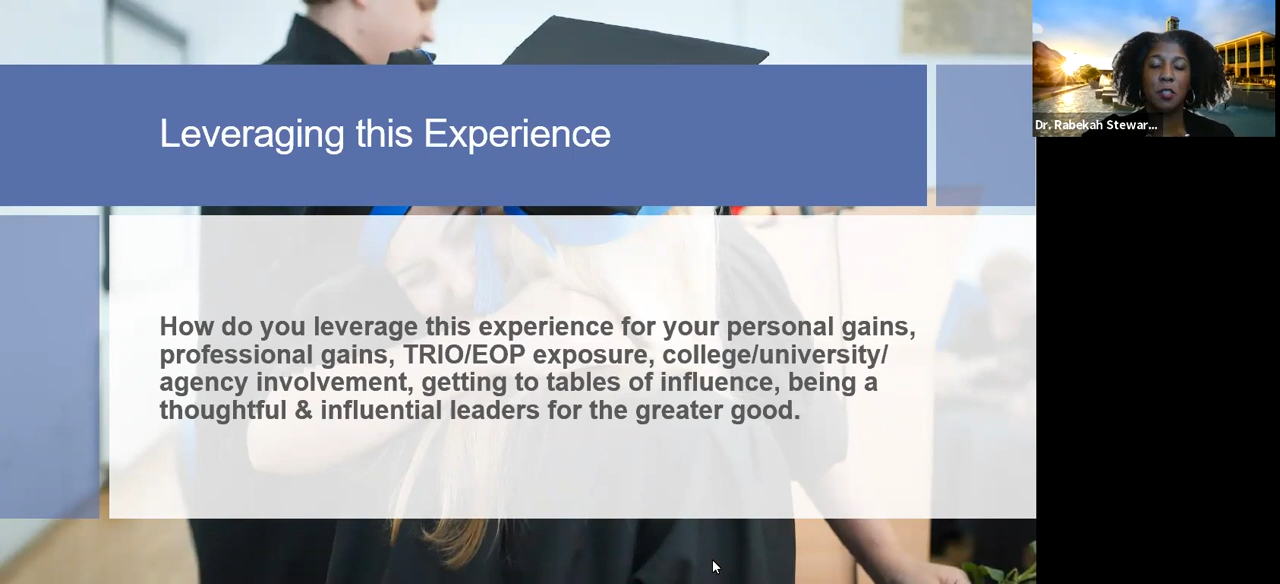 Leveraging this Experience
How do you leverage this experience for your personal gains,
professional gains, TRIO/EOP exposure, college/university/
agency involvement, getting to tables of influence, being a
thoughtful & influential leaders for the greater good.
Dr. Rabekah Stewar...